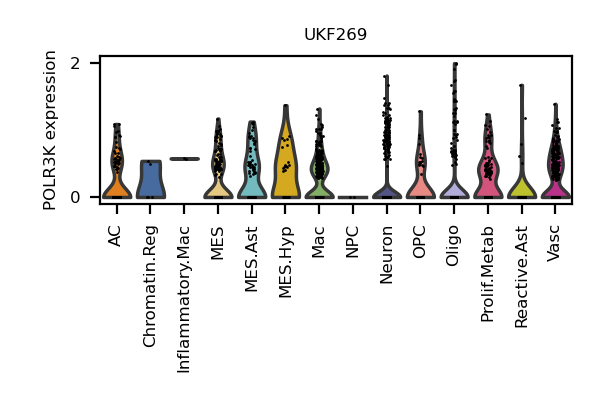 UKF269
POLR3K expression
2
0
AC
Chromatin.Reg
Inflammatory.Mac
MES
MES.Ast
MES.Hyp
Mac
NPC
Neuron
OPC
Oligo
Prolif.Metab
Reactive.Ast
Vasc